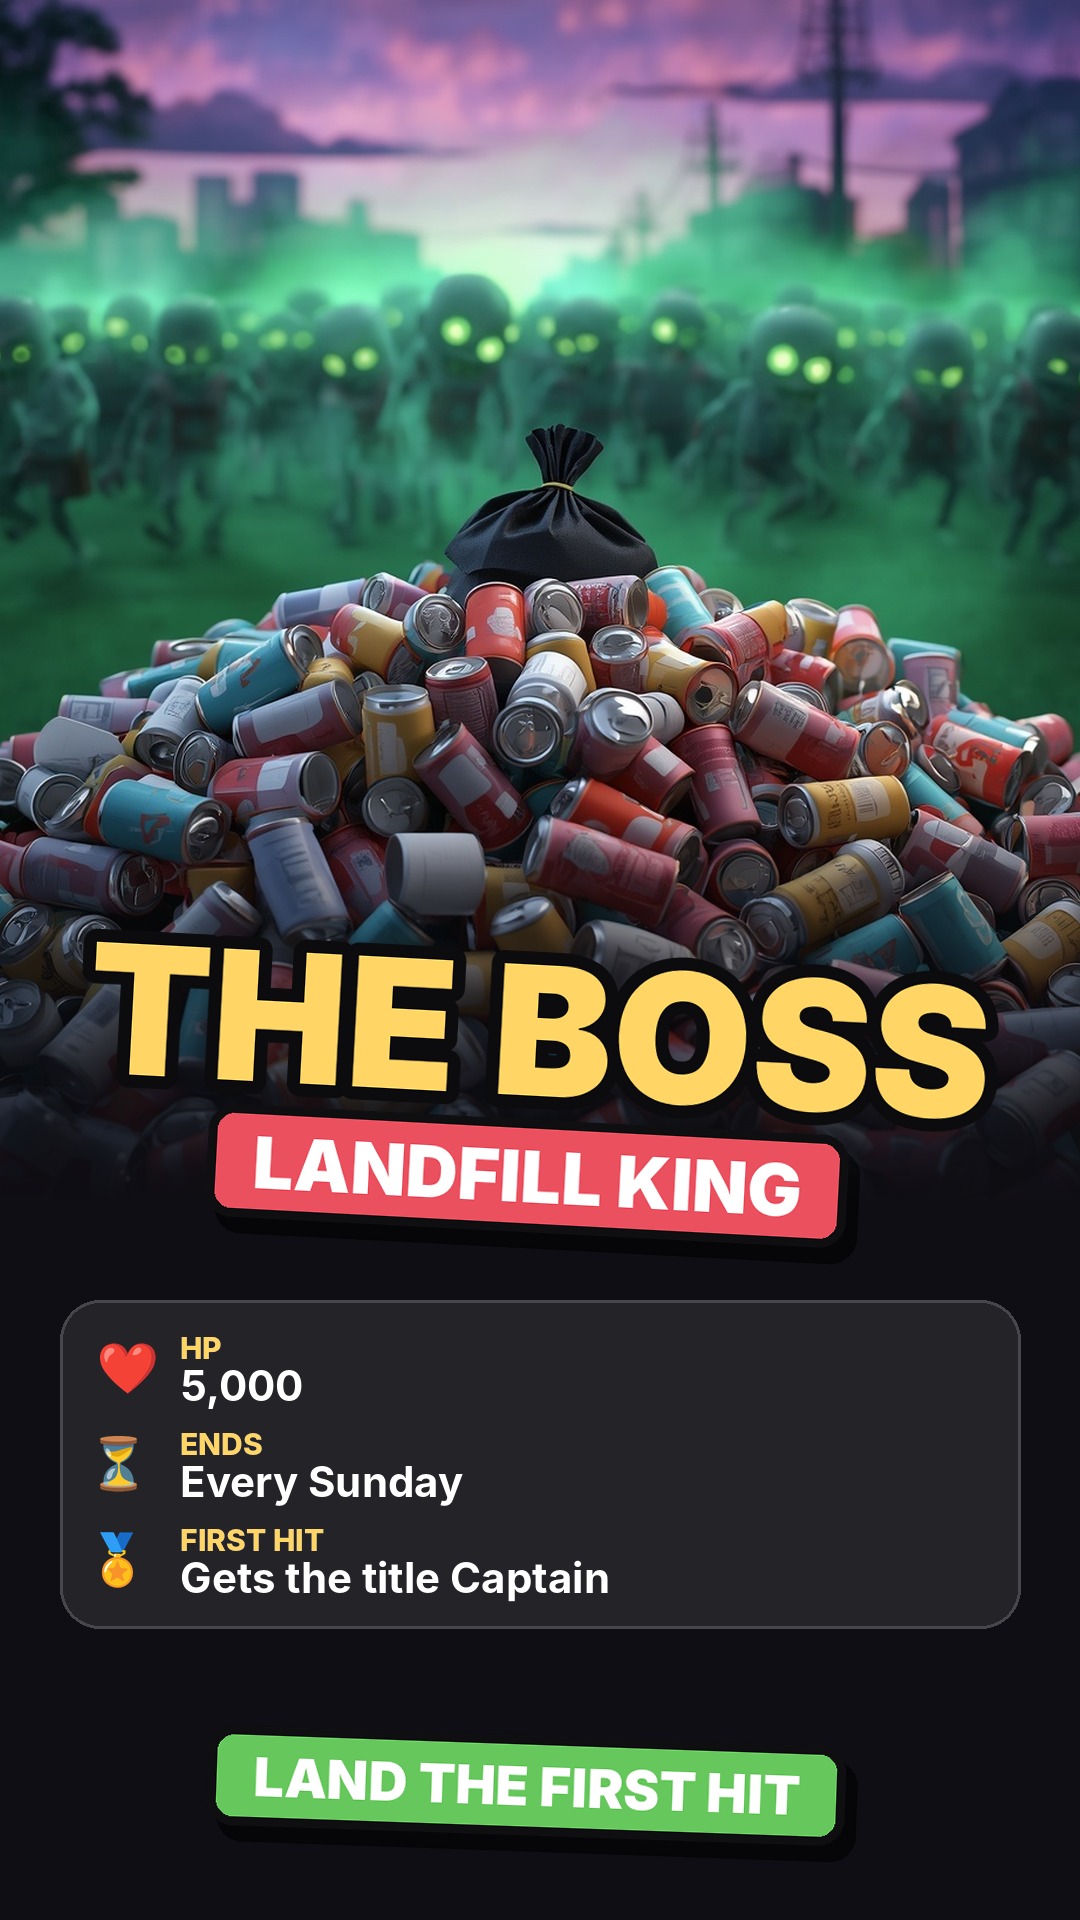 THE BOSS
LANDFILL KING
HP
5,000
ENDS
Every Sunday
FIRST HIT
Gets the title Captain
LAND THE FIRST HIT